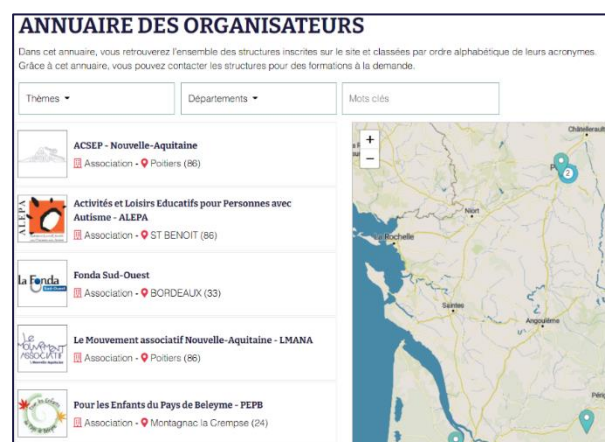 ANNUAIRE DES ORGANISATEURS
Dans cet annuaire, vous retrouverez l'ensemble des structures inscrites sur le site et classées par ordre alphabétique de leurs acronymes.
Grâce à cet annuaire, vous pouvez contacter les structures pour des formations à la demande.
Thèmes
Départements
Mots clés
ACSEP - Nouvelle-Aquitaine
Association - Poitiers (86)
ALEPA
Activités et Loisirs Educatifs pour Personnes avec
Autisme - ALEPA
Association - ST BENOIT (86)
la Fonda
Sud-Ouest
Fonda Sud-Ouest
Association - BORDEAUX (33)
LE MOUVEMENT
ASSOCIATIF
Le Mouvement associatif Nouvelle-Aquitaine - LMANA
Association - Poitiers (86)
Pour les Enfants du Pays de Beleyme - PEPB
Association - Montagnac la Crempse (24)
+
−
Châtellerault
2
Niort
La Rochelle
Saintes
Angoulême
Périg